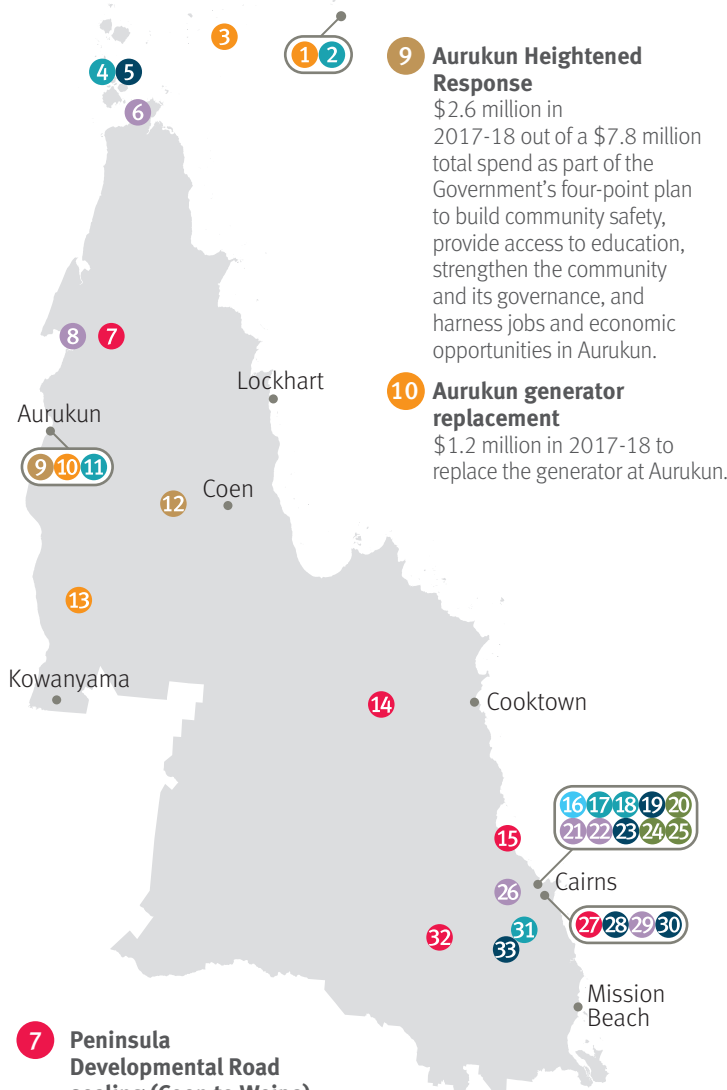 3
1 2
4 5
6
9 Aurukun Heightened
Response
$2.6 million in
2017-18 out of a $7.8 million
total spend as part of the
Government’s four-point plan
to build community safety,
provide access to education,
strengthen the community
and its governance, and
harness jobs and economic
opportunities in Aurukun.
10 Aurukun generator
replacement
$1.2 million in 2017-18 to
replace the generator at Aurukun.
8 7
Lockhart
Aurukun
9 10 11
Coen
12
13
Kowanyama
14
Cooktown
16 17 18 19 20
21 22 23 24 25
15
Cairns
26
27 28 29 30
31
32
33
Mission
Beach
7 Peninsula
Developmental Road
sealing (Coen to Weipa)